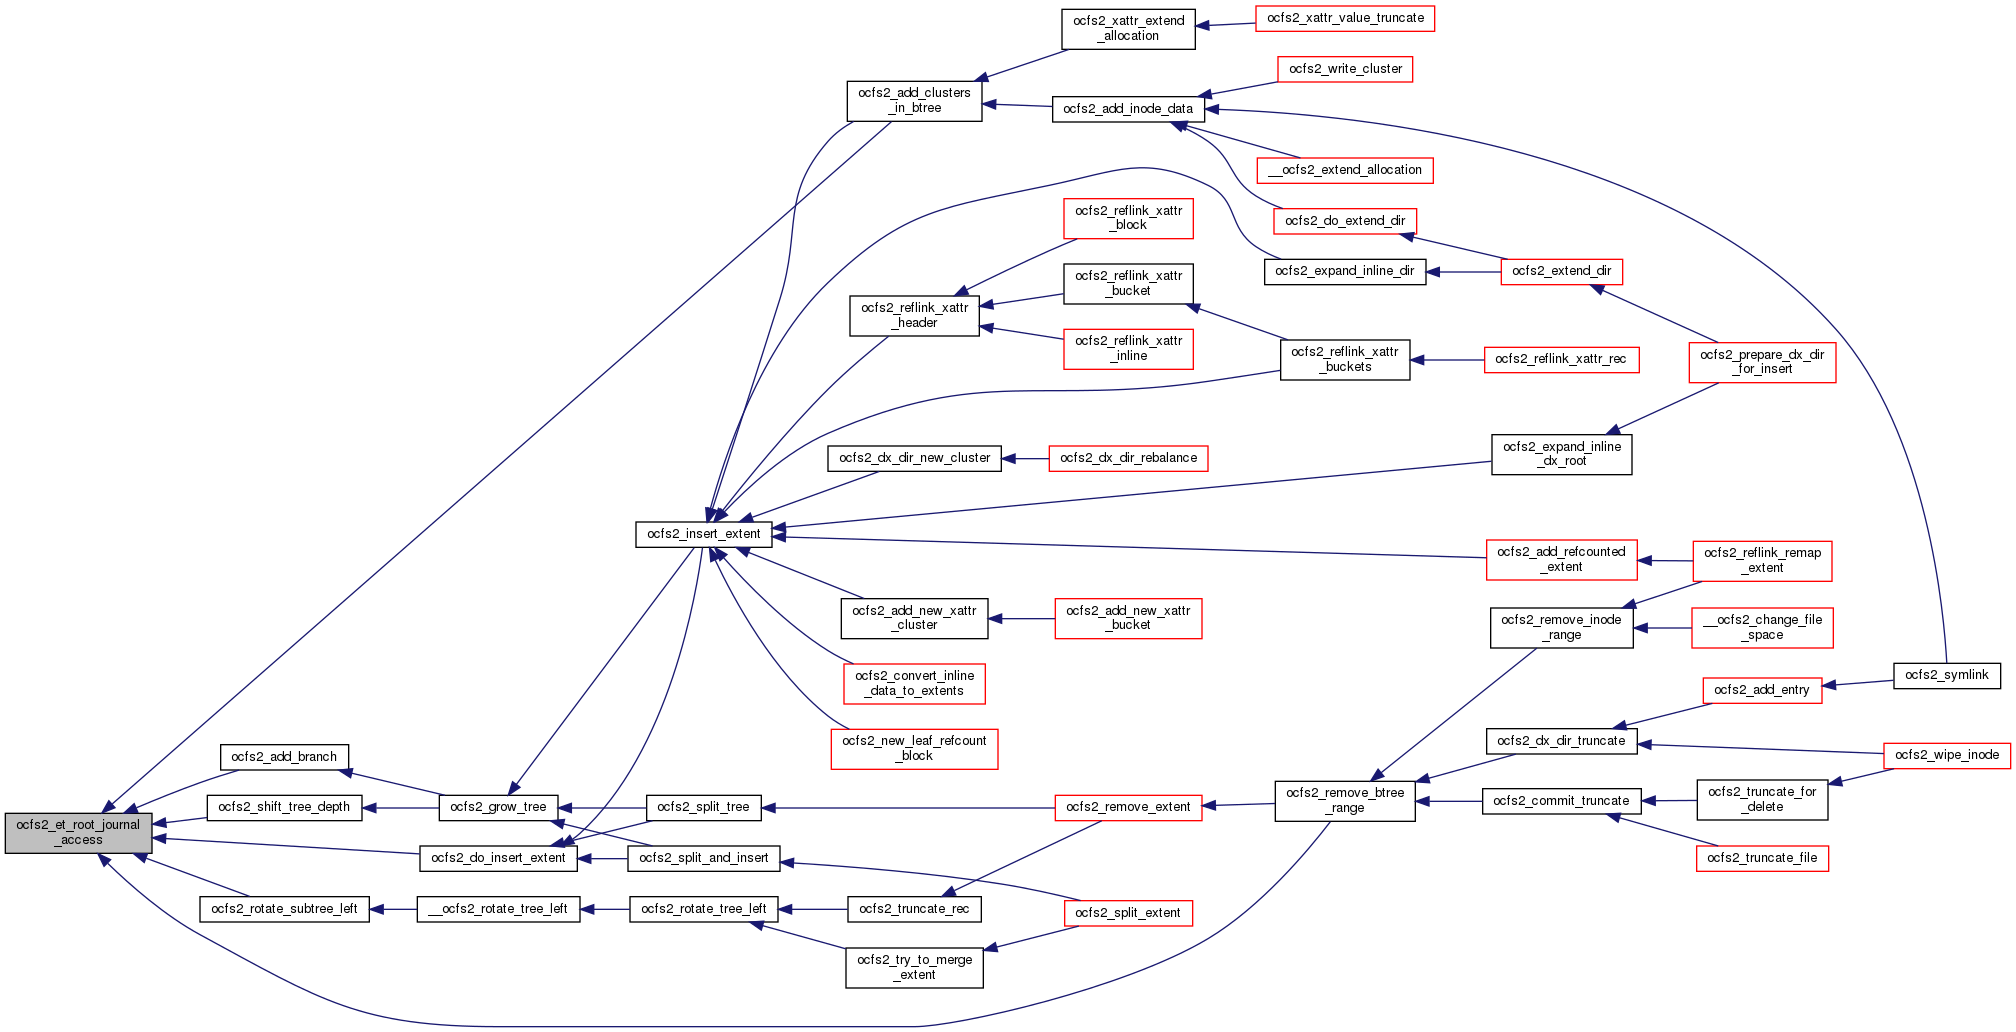 ocfs2_xattr_extend
_allocation
ocfs2_xattr_value_truncate
ocfs2_write_cluster
ocfs2_add_clusters
_in_btree
ocfs2_add_inode_data
__ocfs2_extend_allocation
ocfs2_reflink_xattr
_block
ocfs2_do_extend_dir
ocfs2_reflink_xattr
_bucket
ocfs2_expand_inline_dir
ocfs2_extend_dir
ocfs2_reflink_xattr
_header
ocfs2_reflink_xattr
_inline
ocfs2_reflink_xattr
_buckets
ocfs2_reflink_xattr_rec
ocfs2_prepare_dx_dir
_for_insert
ocfs2_dx_dir_new_cluster
ocfs2_dx_dir_rebalance
ocfs2_expand_inline
_dx_root
ocfs2_insert_extent
ocfs2_add_refcounted
_extent
ocfs2_reflink_remap
_extent
ocfs2_add_new_xattr
_cluster
ocfs2_add_new_xattr
_bucket
ocfs2_remove_inode
_range
__ocfs2_change_file
_space
ocfs2_convert_inline
_data_to_extents
ocfs2_add_entry
ocfs2_symlink
ocfs2_new_leaf_refcount
_block
ocfs2_dx_dir_truncate
ocfs2_wipe_inode
ocfs2_add_branch
ocfs2_shift_tree_depth
ocfs2_grow_tree
ocfs2_split_tree
ocfs2_remove_extent
ocfs2_remove_btree
_range
ocfs2_commit_truncate
ocfs2_truncate_for
_delete
ocfs2_et_root_journal
_access
ocfs2_do_insert_extent
ocfs2_split_and_insert
ocfs2_truncate_file
ocfs2_rotate_subtree_left
__ocfs2_rotate_tree_left
ocfs2_rotate_tree_left
ocfs2_truncate_rec
ocfs2_split_extent
ocfs2_try_to_merge
_extent